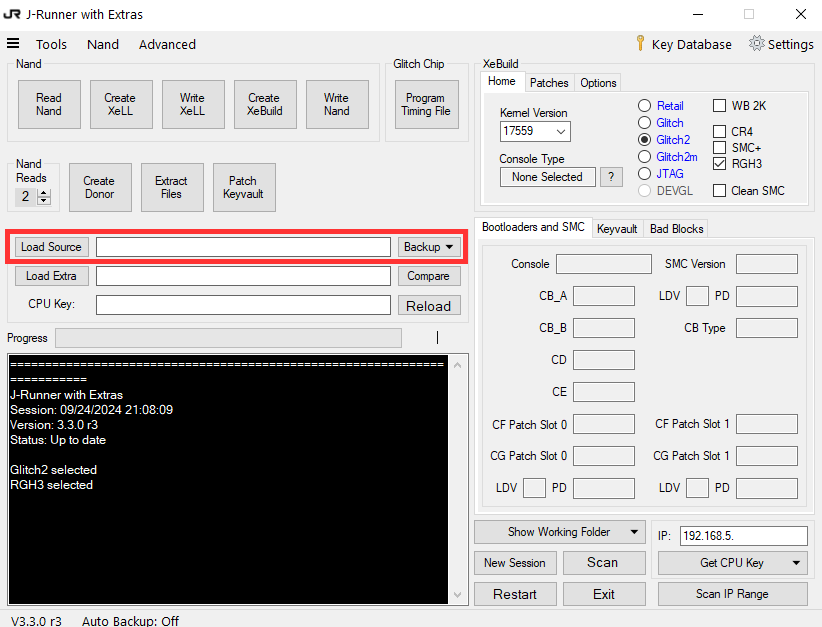 J-Runner with Extras
Tools Nand Advanced Key Database Settings
Nand
Read Nand
Create XeLL
Write XeLL
Create XeBuild
Write Nand
Glitch Chip
Program Timing File
XeBuild
Home Patches Options
Kernel Version
17559
Console Type
None Selected ?
Retail
Glitch
Glitch2
Glitch2m
JTAG
DEVGL
WB 2K
CR4
SMC+
RGH3
Clean SMC
Nand Reads
2
Create Donor
Extract Files
Patch Keyvault
Load Source Backup
Load Extra Compare
CPU Key: Reload
Progress
===============================================================
===========
J-Runner with Extras
Session: 09/24/2024 21:08:09
Version: 3.3.0 r3
Status: Up to date
Glitch2 selected
RGH3 selected
Bootloaders and SMC Keyvault Bad Blocks
Console SMC Version
CB_A LDV PD
CB_B CB Type
CD
CE
CF Patch Slot 0 CF Patch Slot 1
CG Patch Slot 0 CG Patch Slot 1
LDV PD LDV PD
Show Working Folder IP: 192.168.5.
New Session Scan Get CPU Key
Restart Exit Scan IP Range
V3.3.0 r3 Auto Backup: Off